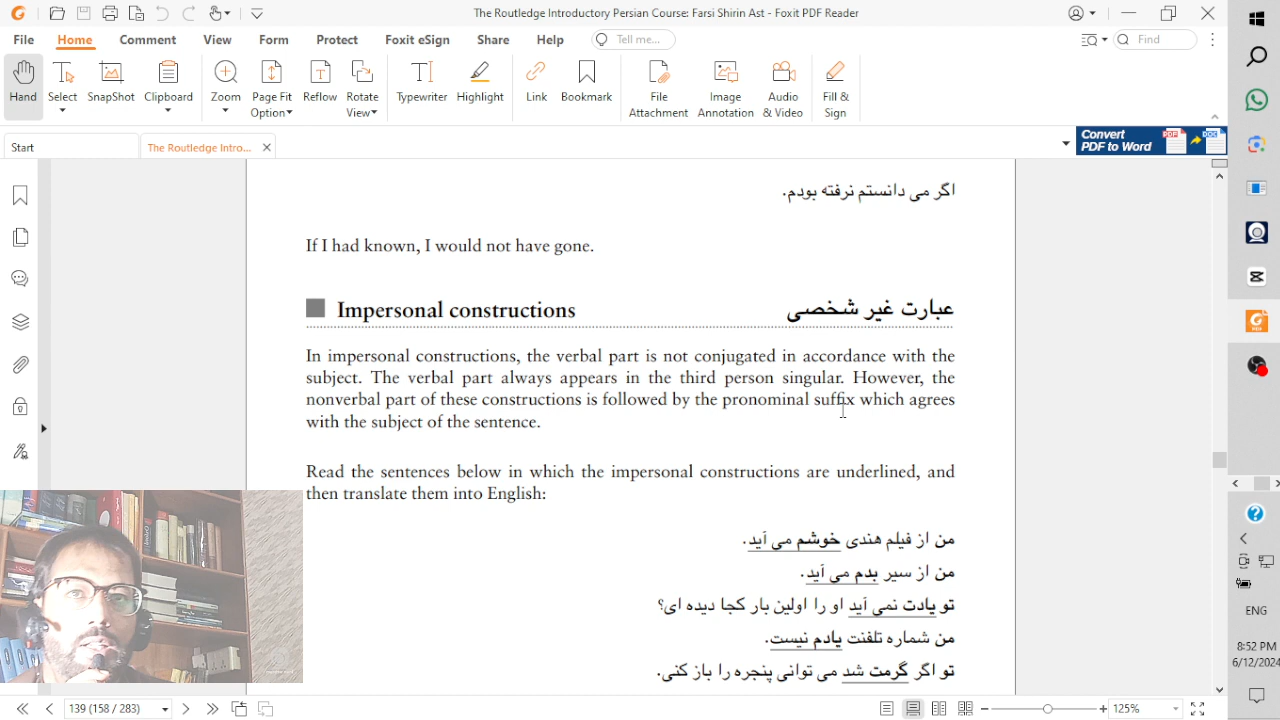 The Routledge Introductory Persian Course: Farsi Shirin Ast - Foxit PDF Reader
File Home Comment View Form Protect Foxit eSign Share Help Tell me... Find
Hand Select SnapShot Clipboard Zoom Page Fit Option Reflow Rotate View Typewriter Highlight Link Bookmark File Attachment Image Annotation Audio & Video Fill & Sign
Start The Routledge Intro... Convert PDF to Word
اگر می دانستم نرفته بودم.
If I had known, I would not have gone.
Impersonal constructions عبارت غیر شخصی
In impersonal constructions, the verbal part is not conjugated in accordance with the
subject. The verbal part always appears in the third person singular. However, the
nonverbal part of these constructions is followed by the pronominal suffix which agrees
with the subject of the sentence.
Read the sentences below in which the impersonal constructions are underlined, and
then translate them into English:
من از فیلم هندی خوشم می آید.
من از سیر بدم می آید.
تو یادت نمی آید او را اولین بار کجا دیده ای؟
من شماره تلفنت یادم نیست.
تو اگر گرمت شد می توانی پنجره را باز کنی.
139 (158 / 283) 125%
ENG
8:52 PM
6/12/2024